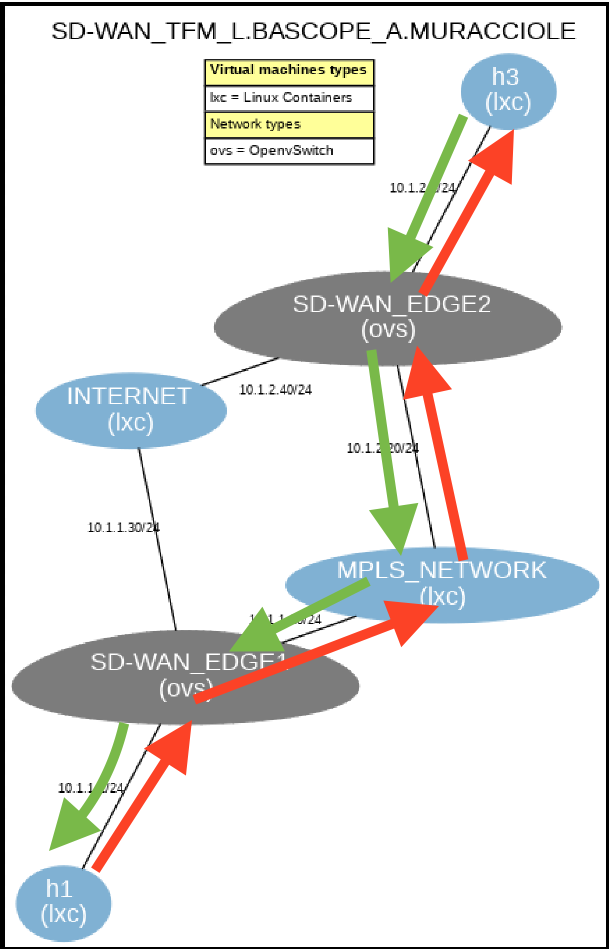 SD-WAN_TFM_L.BASCOPE_A.MURACCIOLE
Virtual machines types
lxc = Linux Containers
Network types
ovs = OpenvSwitch
h3
(lxc)
SD-WAN_EDGE2
(ovs)
INTERNET
(lxc)
10.1.2.40/24
10.1.1.30/24
MPLS_NETWORK
(lxc)
SD-WAN_EDGE1
(ovs)
h1
(lxc)